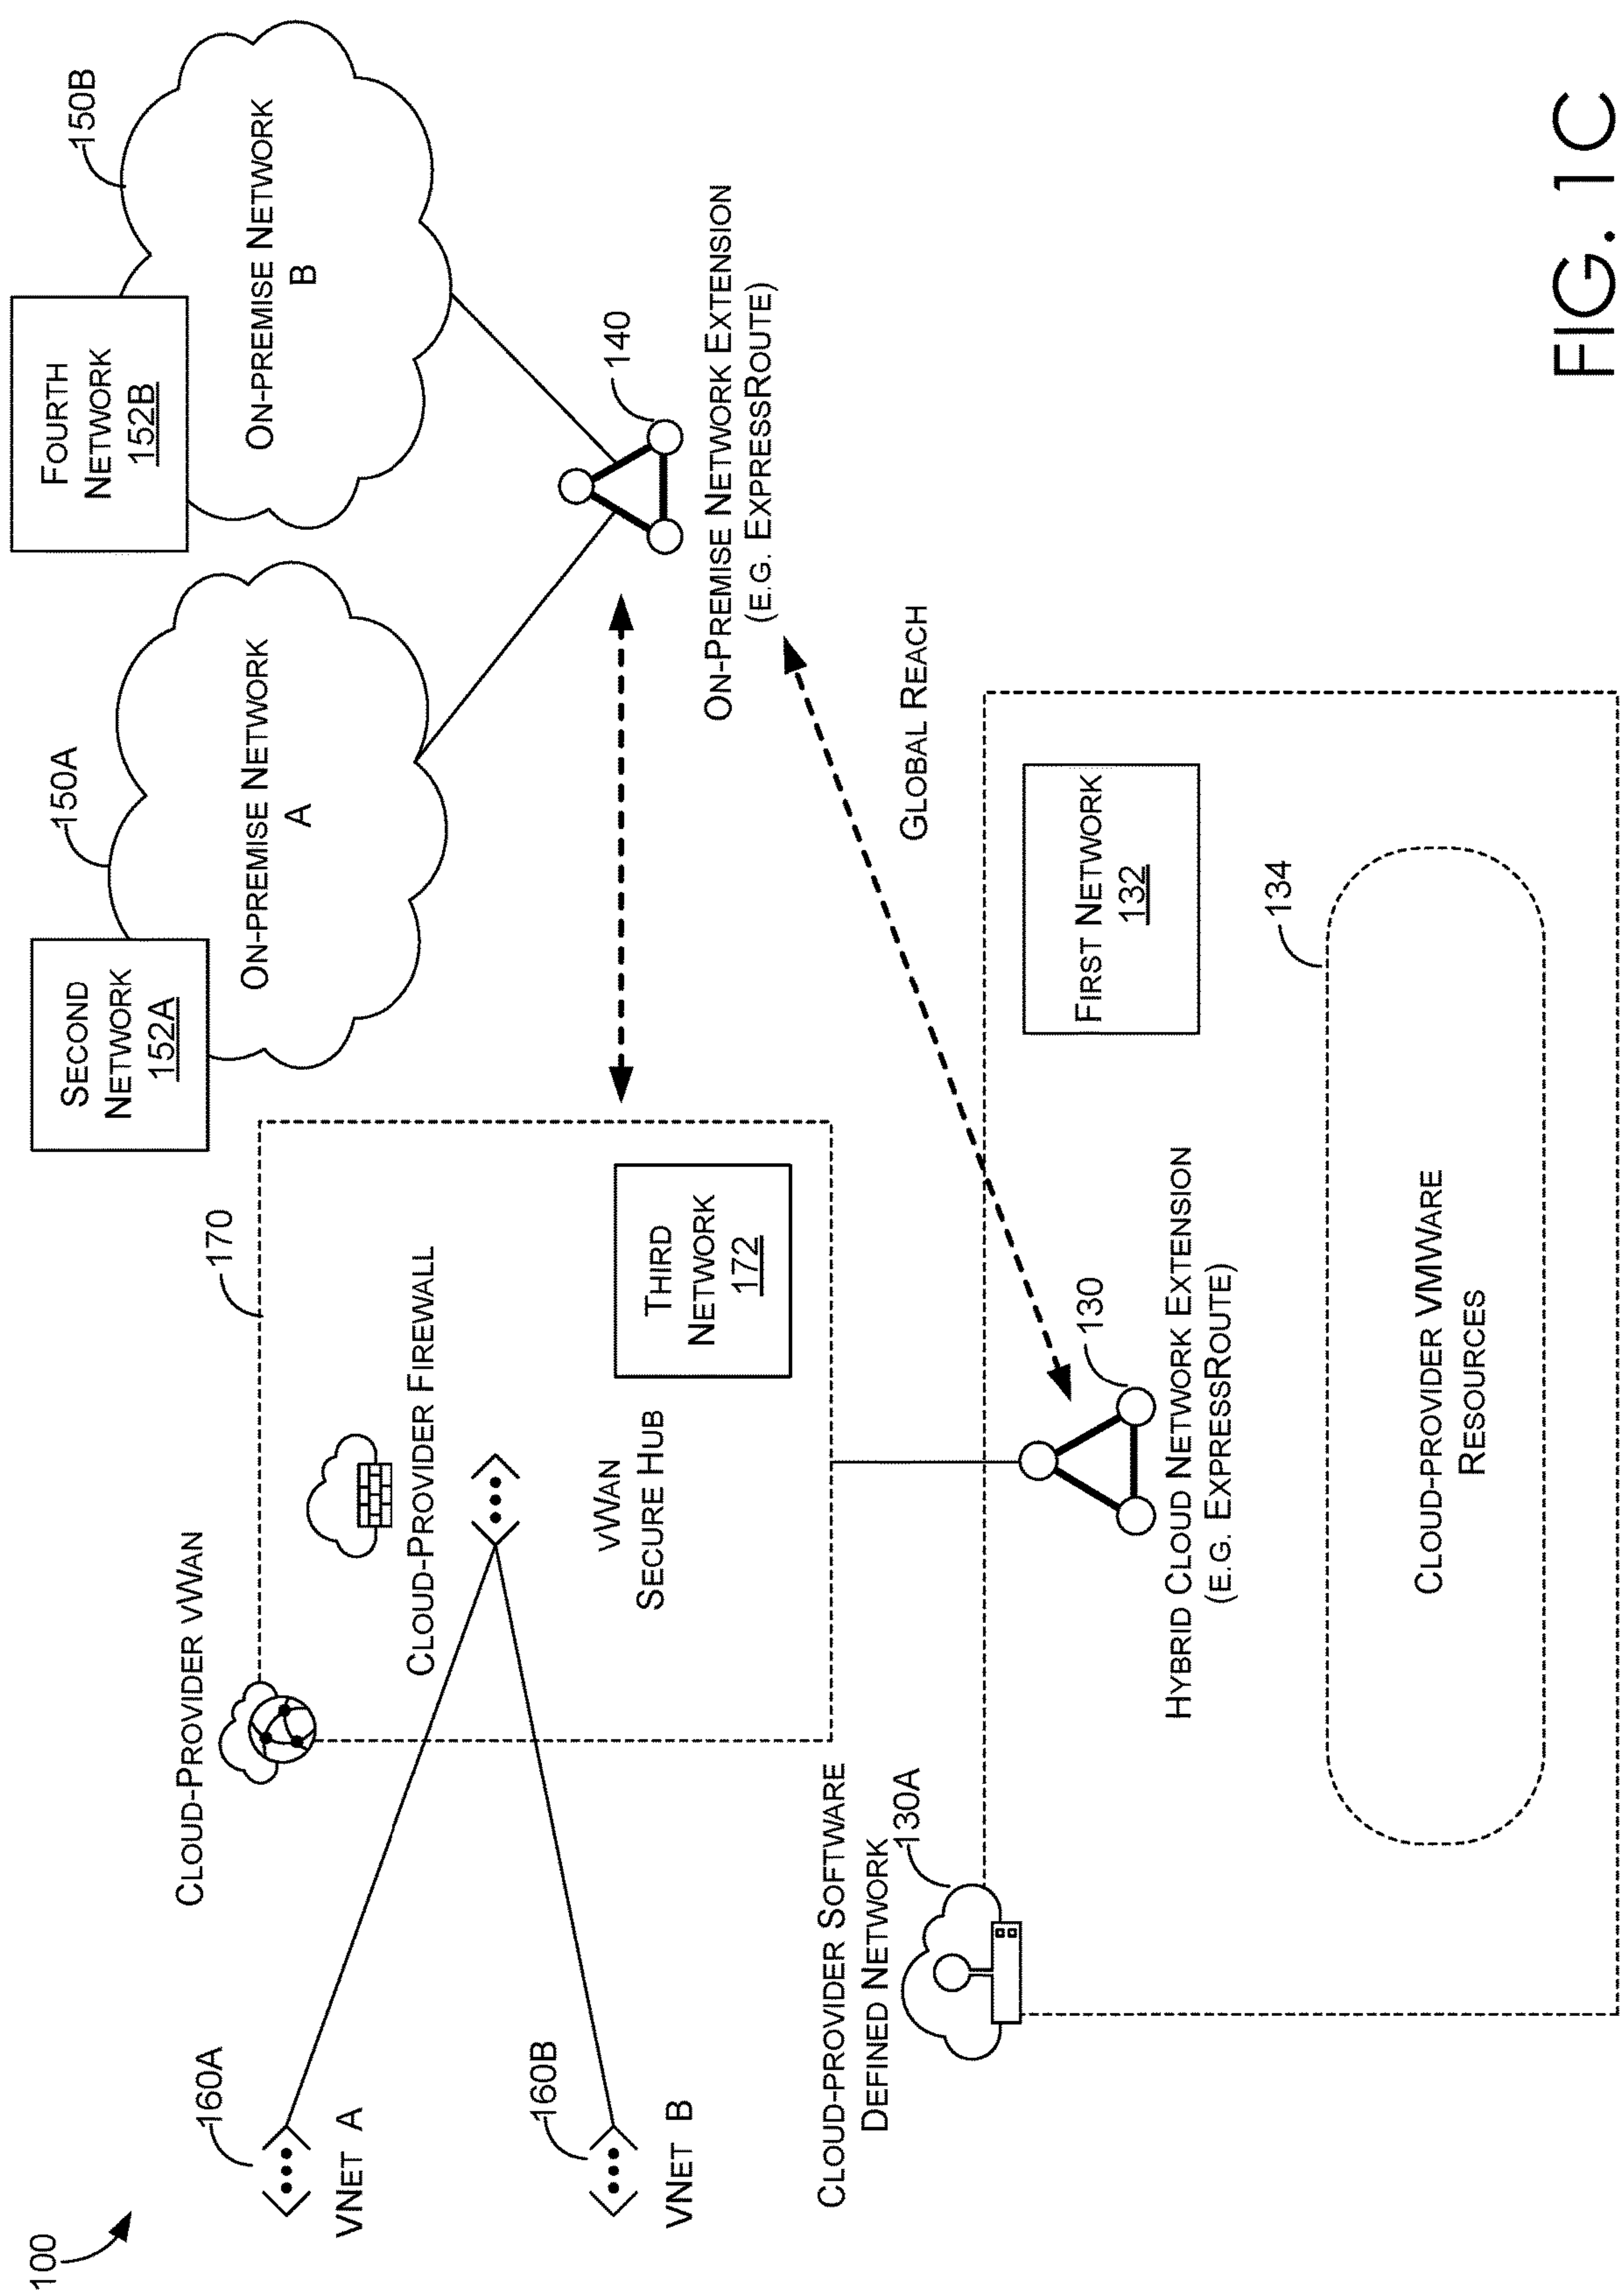 100
160A
VNET A
160B
VNET B
CLOUD-PROVIDER VWAN
170
CLOUD-PROVIDER FIREWALL
VWAN
SECURE HUB
THIRD
NETWORK
172
SECOND
NETWORK
152A
150A
ON-PREMISE NETWORK
A
FOURTH
NETWORK
152B
150B
ON-PREMISE NETWORK
B
140
ON-PREMISE NETWORK EXTENSION
(E.G. EXPRESSROUTE)
GLOBAL REACH
CLOUD-PROVIDER SOFTWARE
DEFINED NETWORK
130A
130
HYBRID CLOUD NETWORK EXTENSION
(E.G. EXPRESSROUTE)
FIRST NETWORK
132
134
CLOUD-PROVIDER VMWARE
RESOURCES
FIG. 1C